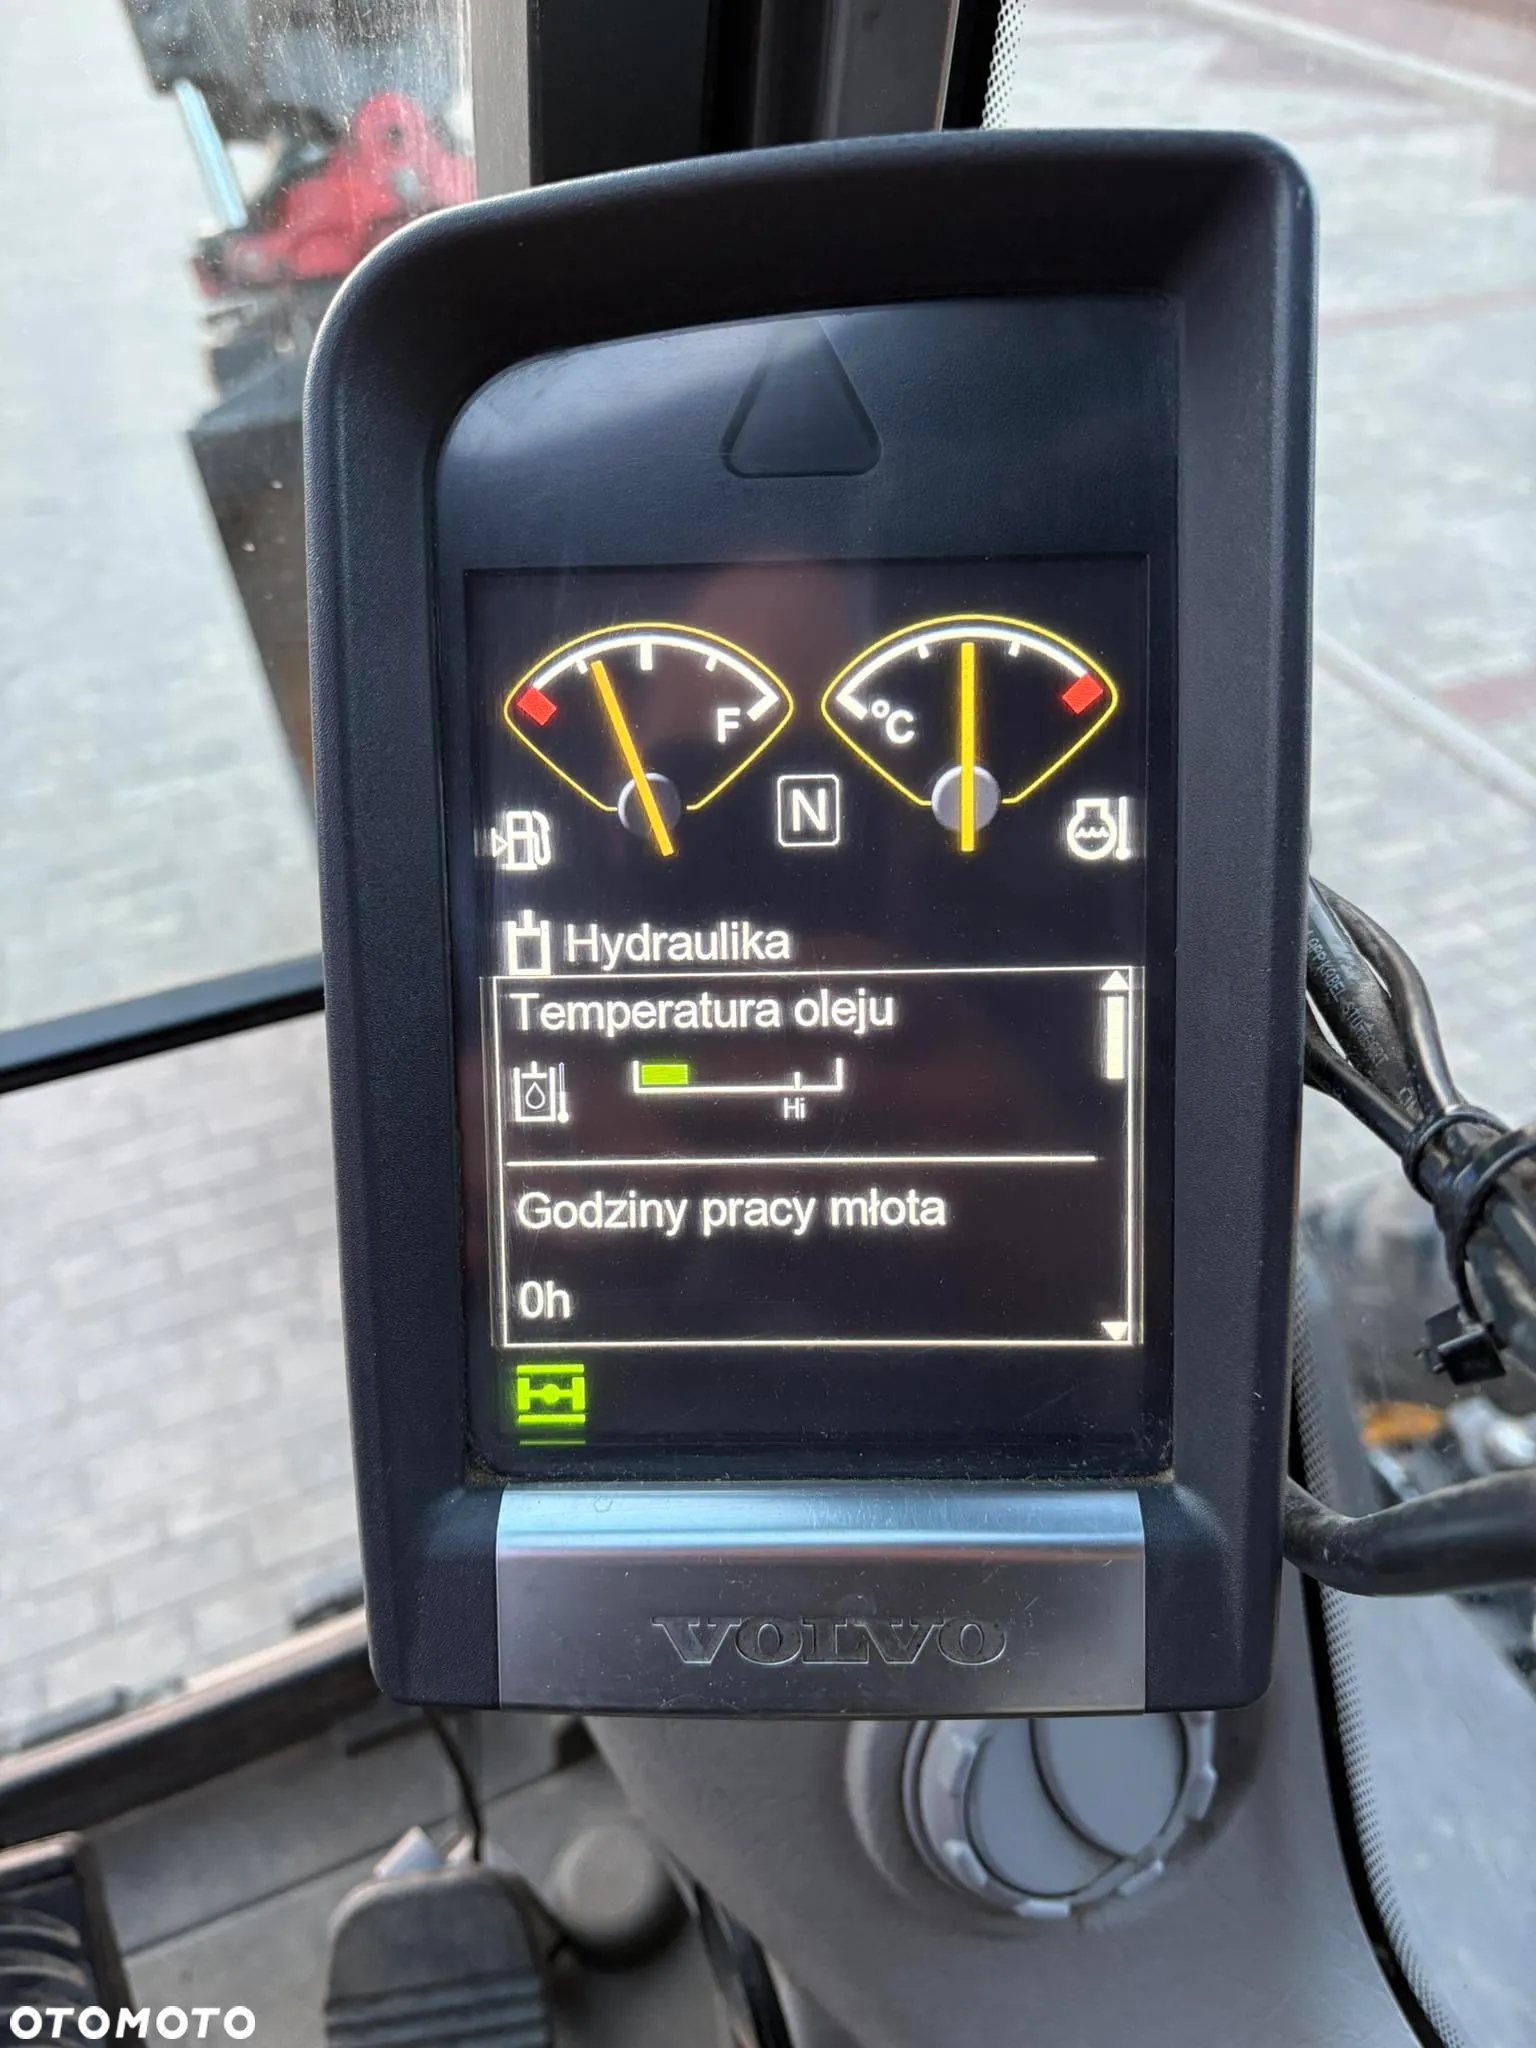 F
°C
N
Hydraulika
Temperatura oleju
Hi
Godziny pracy młota
0h
VOLVO
OTOMOTO